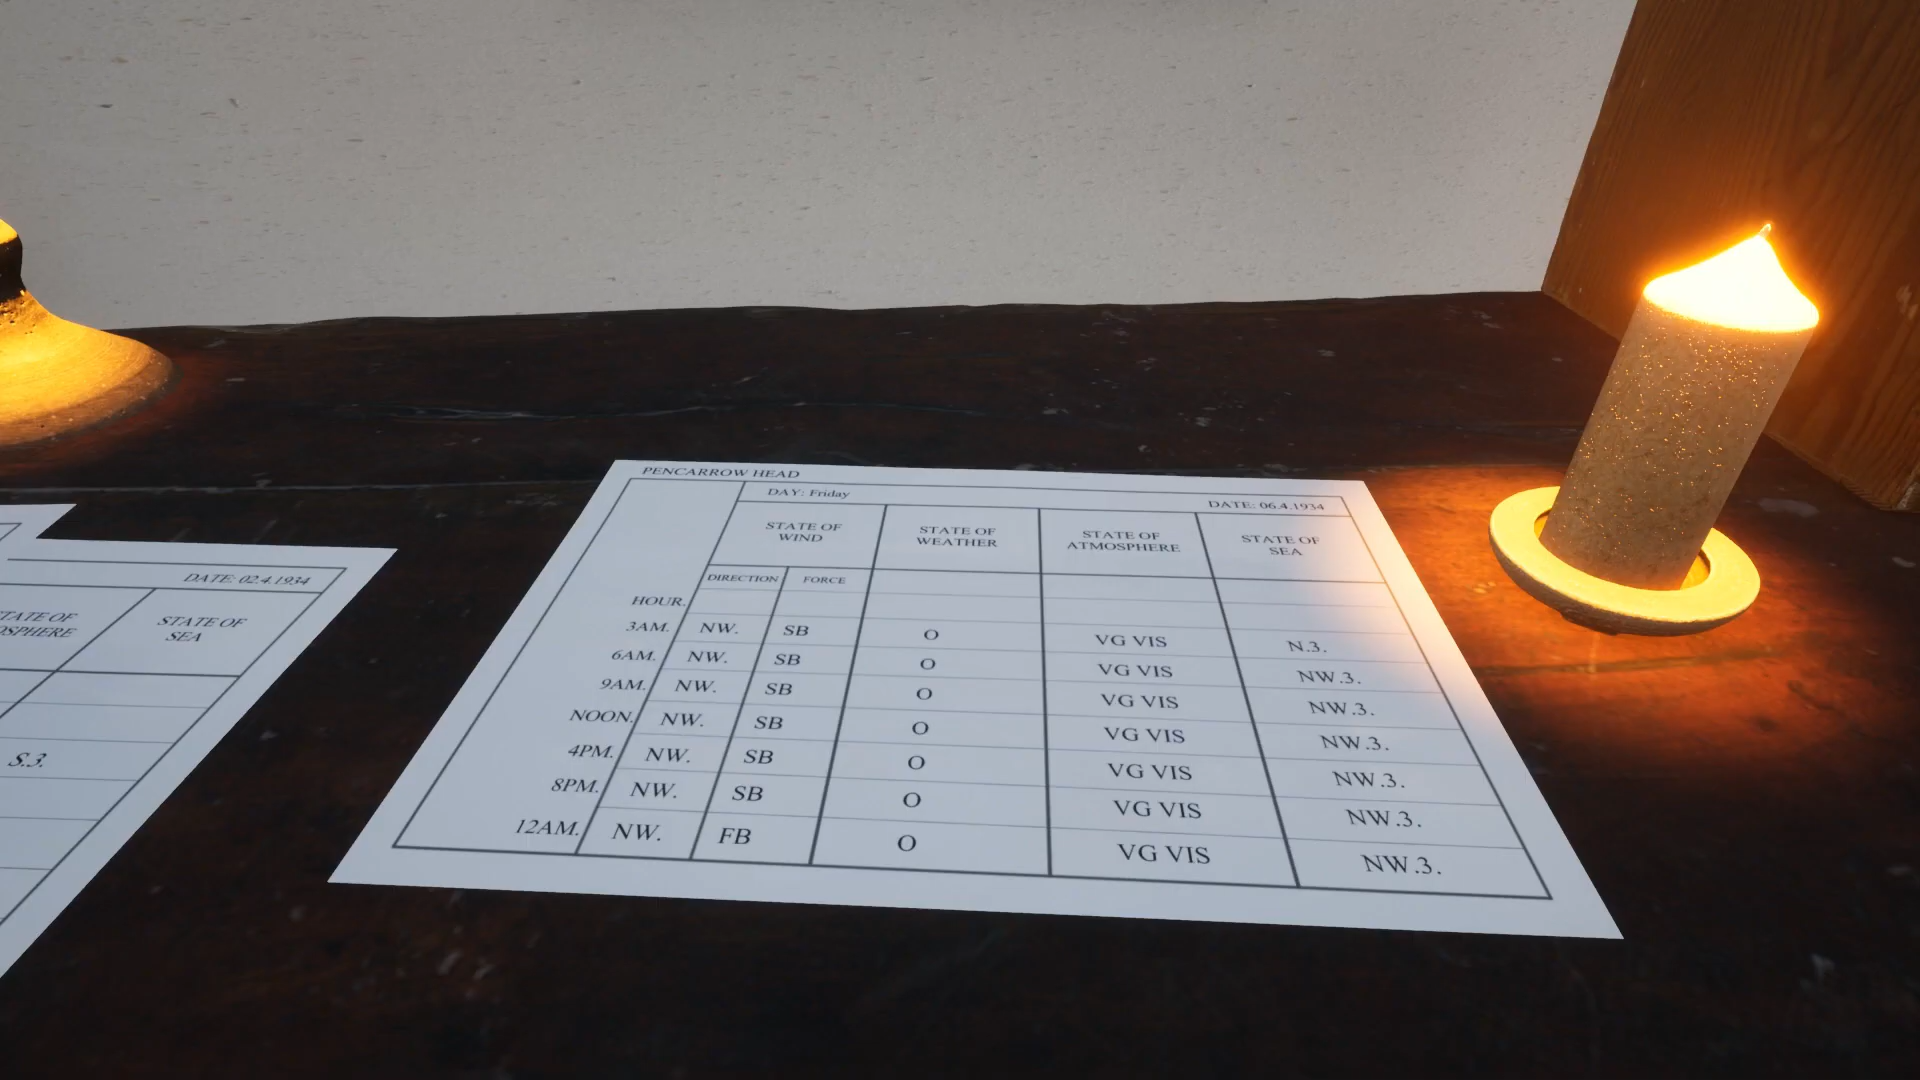 PENCARROW HEAD
DAY: Friday DATE: 06.4.1934
STATE OF WIND STATE OF WEATHER STATE OF ATMOSPHERE STATE OF SEA
DIRECTION FORCE
HOUR.
3AM. NW. SB O VG VIS N.3.
6AM. NW. SB O VG VIS NW.3.
9AM. NW. SB O VG VIS NW.3.
NOON. NW. SB O VG VIS NW.3.
4PM. NW. SB O VG VIS NW.3.
8PM. NW. SB O VG VIS NW.3.
12AM. NW. FB O VG VIS NW.3.
DATE: 02.4.1934
STATE OF
SEA
S.3.